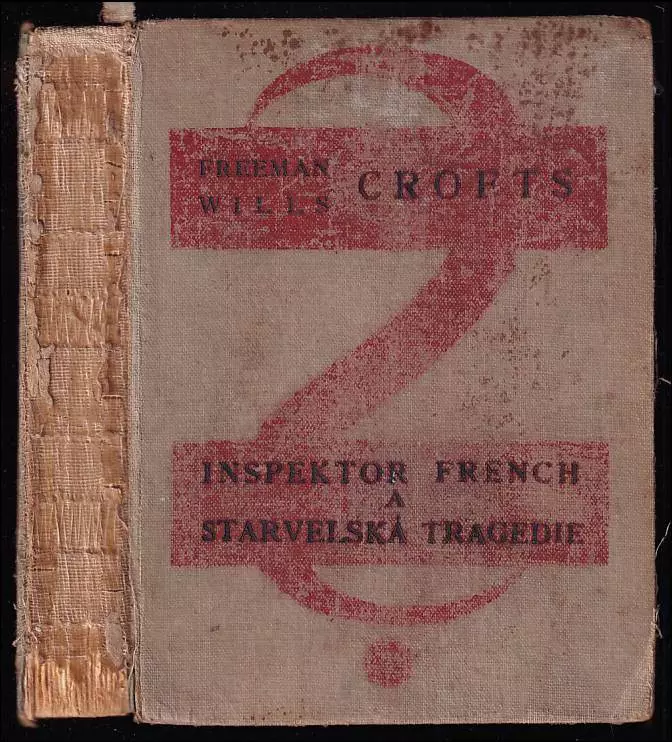 FREEMAN
WILLS CROFTS
INSPEKTOR FRENCH
A
STARVELSKÁ TRAGEDIE